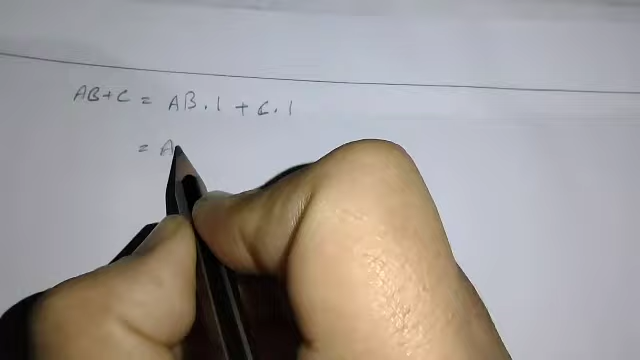 AB+C = AB.1 + C.1
= A